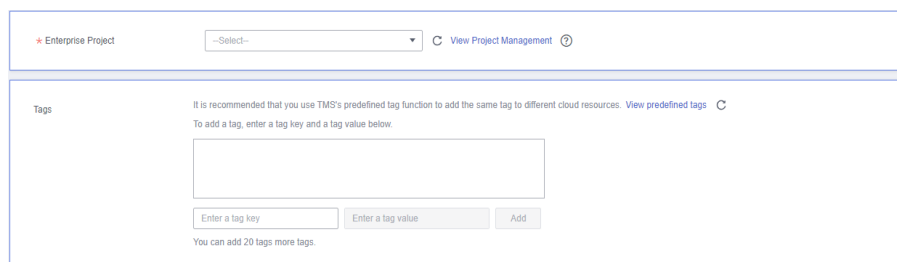 * Enterprise Project --Select-- View Project Management ?
Tags It is recommended that you use TMS's predefined tag function to add the same tag to different cloud resources. View predefined tags
To add a tag, enter a tag key and a tag value below.
Enter a tag key Enter a tag value Add
You can add 20 tags more tags.